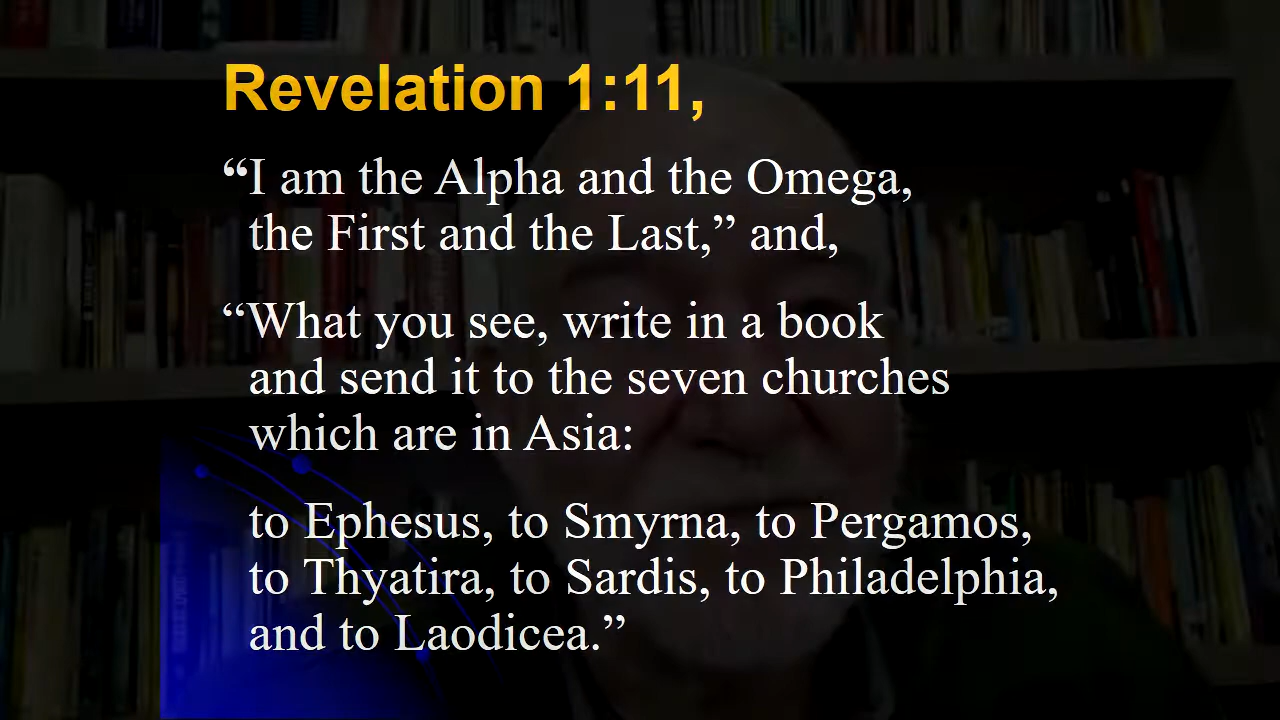 Revelation 1:11,
“I am the Alpha and the Omega,
the First and the Last,” and,
“What you see, write in a book
and send it to the seven churches
which are in Asia:
to Ephesus, to Smyrna, to Pergamos,
to Thyatira, to Sardis, to Philadelphia,
and to Laodicea.”